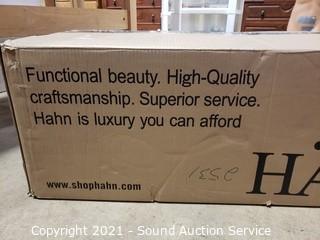 Functional beauty. High-Quality
craftsmanship. Superior service.
Hahn is luxury you can afford
www.shophahn.com
HA
Copyright 2021 - Sound Auction Service